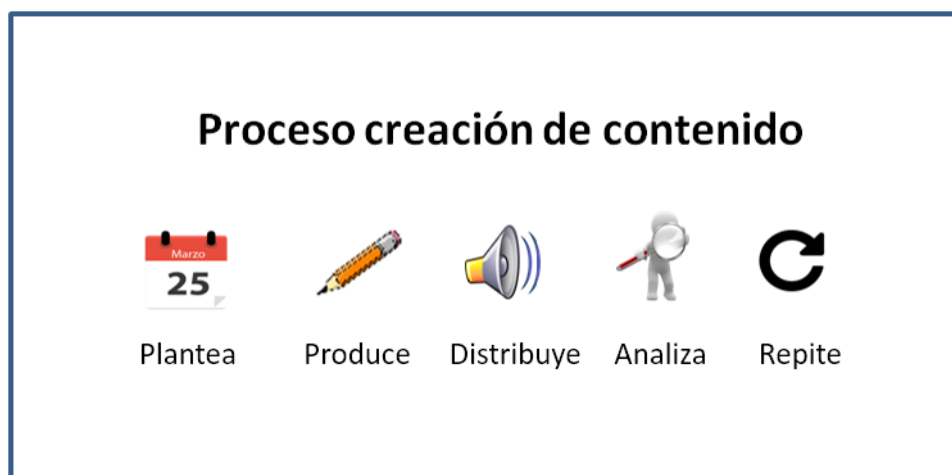 Proceso creación de contenido
Marzo
25
Plantea Produce Distribuye Analiza Repite